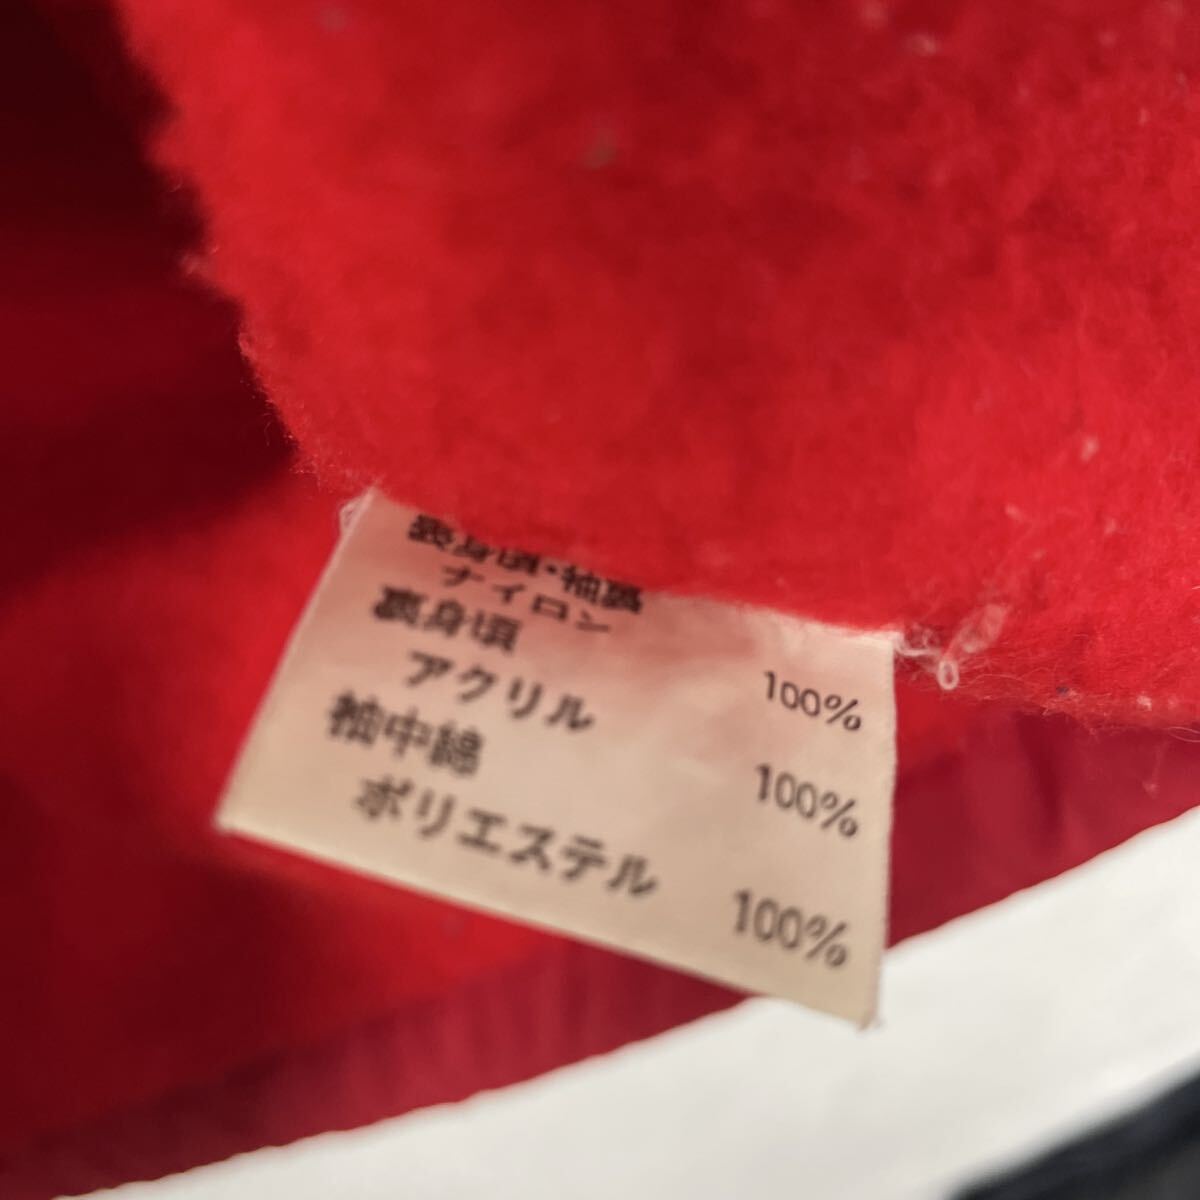 表身頃・袖裏
ナイロン 100%
裏身頃
アクリル 100%
袖中綿
ポリエステル 100%